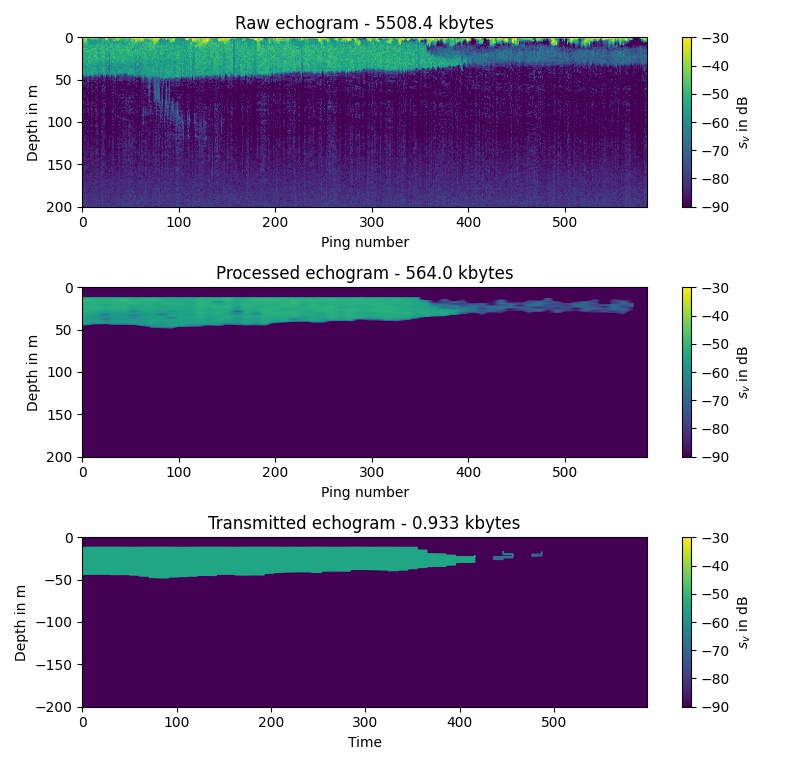 Raw echogram - 5508.4 kbytes
0
50
100
150
200
Depth in m
0 100 200 300 400 500
Ping number
−30
−40
−50
−60
−70
−80
−90
sv in dB
Processed echogram - 564.0 kbytes
0
50
100
150
200
Depth in m
0 100 200 300 400 500
Ping number
−30
−40
−50
−60
−70
−80
−90
sv in dB
Transmitted echogram - 0.933 kbytes
0
−50
−100
−150
−200
Depth in m
0 100 200 300 400 500
Time
−30
−40
−50
−60
−70
−80
−90
sv in dB